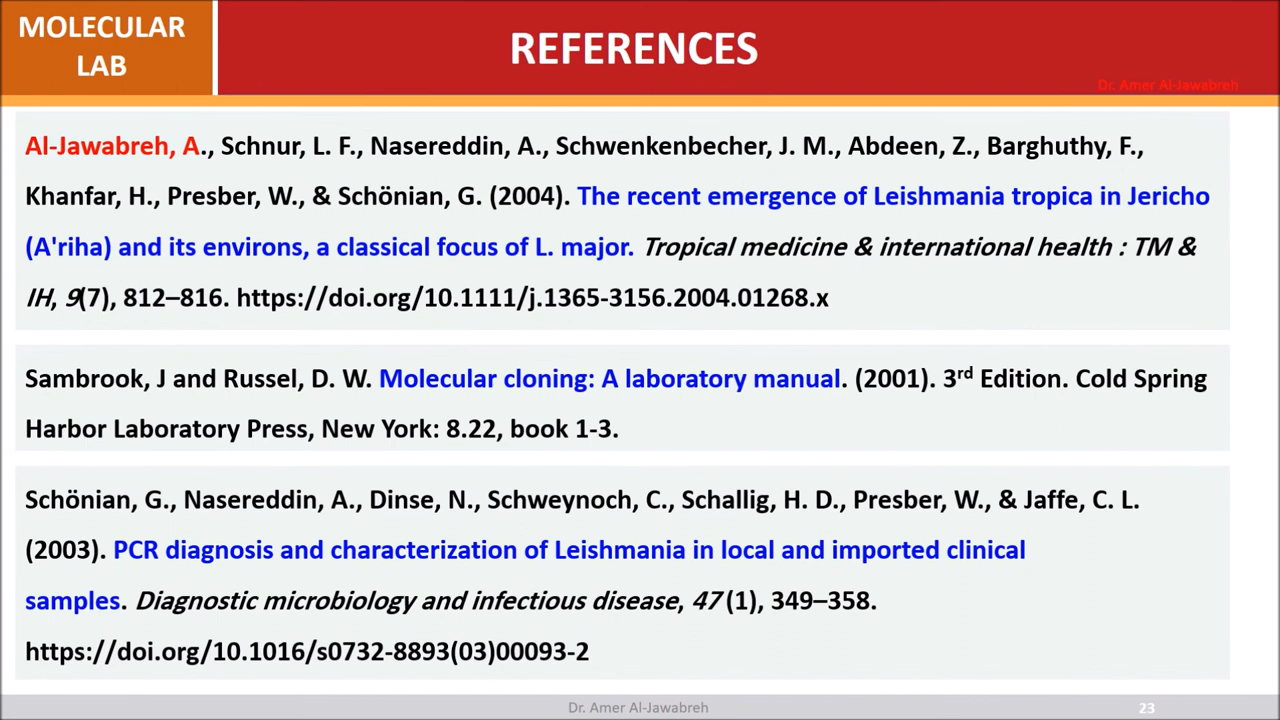 MOLECULAR
LAB
REFERENCES
Dr. Amer Al-Jawabreh
Al-Jawabreh, A., Schnur, L. F., Nasereddin, A., Schwenkenbecher, J. M., Abdeen, Z., Barghuthy, F.,
Khanfar, H., Presber, W., & Schönian, G. (2004). The recent emergence of Leishmania tropica in Jericho
(A'riha) and its environs, a classical focus of L. major. Tropical medicine & international health : TM &
IH, 9(7), 812–816. https://doi.org/10.1111/j.1365-3156.2004.01268.x
Sambrook, J and Russel, D. W. Molecular cloning: A laboratory manual. (2001). 3rd Edition. Cold Spring
Harbor Laboratory Press, New York: 8.22, book 1-3.
Schönian, G., Nasereddin, A., Dinse, N., Schweynoch, C., Schallig, H. D., Presber, W., & Jaffe, C. L.
(2003). PCR diagnosis and characterization of Leishmania in local and imported clinical
samples. Diagnostic microbiology and infectious disease, 47(1), 349–358.
https://doi.org/10.1016/s0732-8893(03)00093-2
Dr. Amer Al-Jawabreh
23